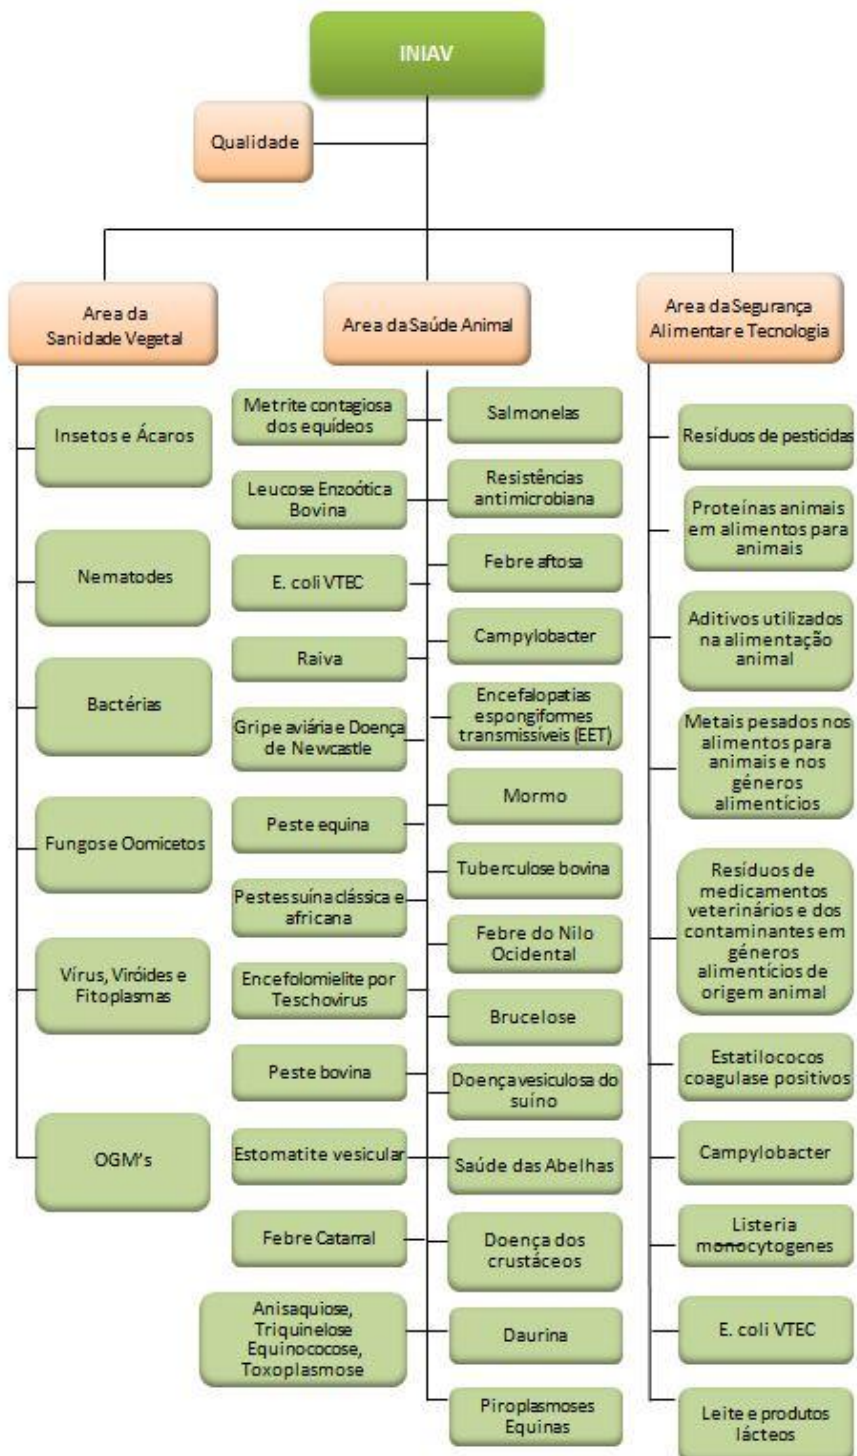 INIAV
Qualidade
Area da
Sanidade Vegetal
Insetos e Ácaros
Nematodes
Bactérias
Fungos e Oomicetos
Vírus, Viróides e
Fitoplasmas
OGM's
Area da Saúde Animal
Metrite contagiosa
dos equídeos
Leucose Enzoótica
Bovina
E. coli VTEC
Raiva
Gripe aviária e Doença
de Newcastle
Peste equina
Pestes suína clássica e
africana
Encefolomielite por
Teschovirus
Peste bovina
Estomatite vesicular
Febre Catarral
Anisaquiose,
Triquinelose
Equinococose,
Toxoplasmose
Salmonelas
Resistências
antimicrobiana
Febre aftosa
Campylobacter
Encefalopatias
espongiformes
transmissíveis (EET)
Mormo
Tuberculose bovina
Febre do Nilo
Ocidental
Brucelose
Doença vesiculosa do
suíno
Saúde das Abelhas
Doença dos
crustáceos
Daurina
Piroplasmoses
Equinas
Area da Segurança
Alimentar e Tecnologia
Resíduos de pesticidas
Proteínas animais
em alimentos para
animais
Aditivos utilizados
na alimentação
animal
Metais pesados nos
alimentos para
animais e nos
géneros
alimentícios
Resíduos de
medicamentos
veterinários e dos
contaminantes em
géneros
alimentícios de
origem animal
Estatilococos
coagulase positivos
Campylobacter
Listeria
monocytogenes
E. coli VTEC
Leite e produtos
lácteos